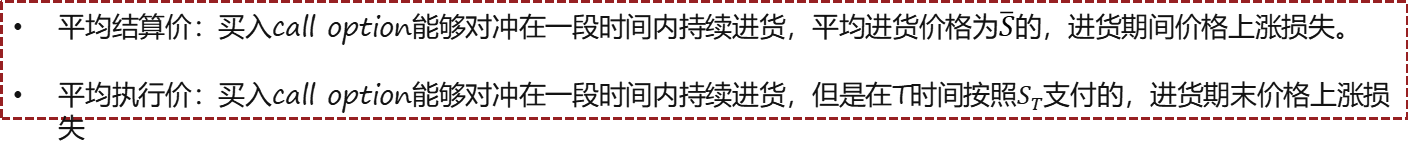 • 平均结算价：买入call option能够对冲在一段时间内持续进货，平均进货价格为S̄的，进货期间价格上涨损失。
• 平均执行价：买入call option能够对冲在一段时间内持续进货，但是在T时间按照S_T支付的，进货期末价格上涨损
失